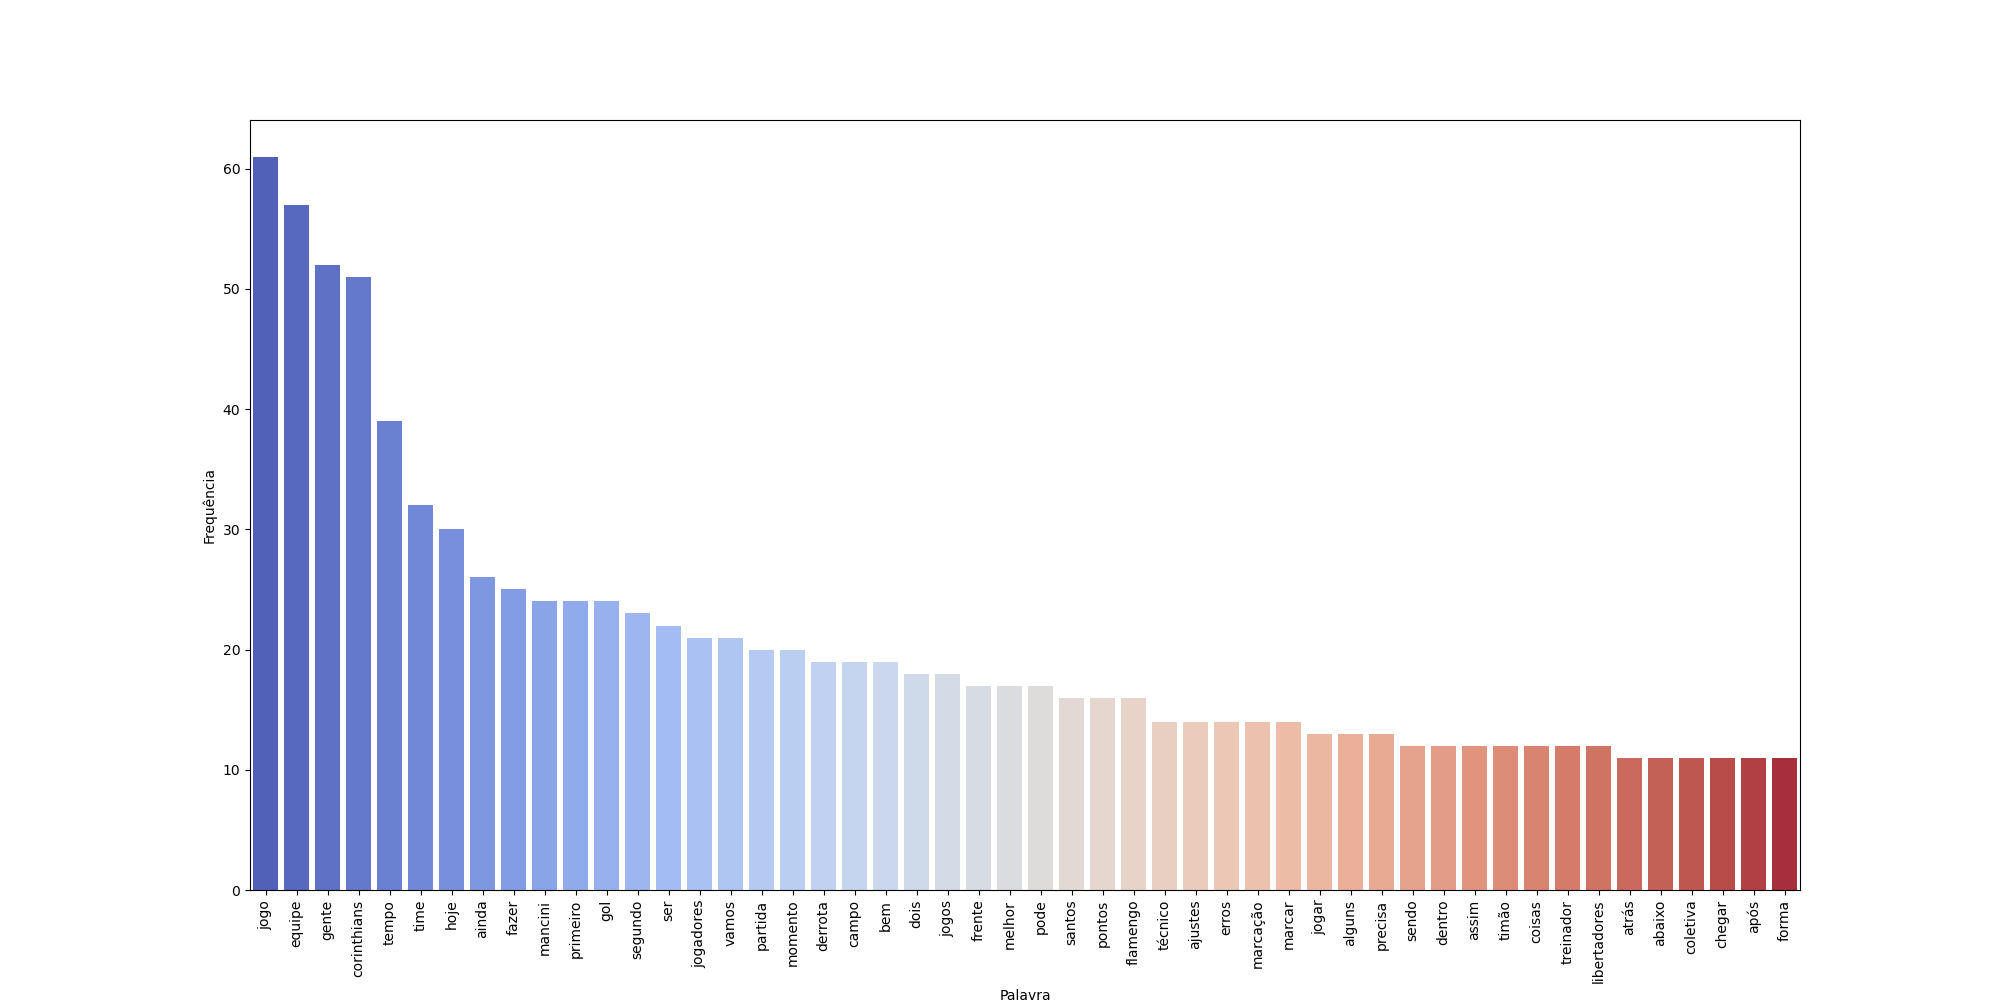 60
50
40
30
20
10
0
Frequência
jogo
equipe
gente
corinthians
tempo
time
hoje
ainda
fazer
mancini
primeiro
gol
segundo
ser
jogadores
vamos
partida
momento
derrota
campo
bem
dois
jogos
frente
melhor
pode
santos
pontos
flamengo
técnico
ajustes
erros
marcação
marcar
jogar
alguns
precisa
sendo
dentro
assim
timão
coisas
treinador
libertadores
atrás
abaixo
coletiva
chegar
após
forma
Palavra